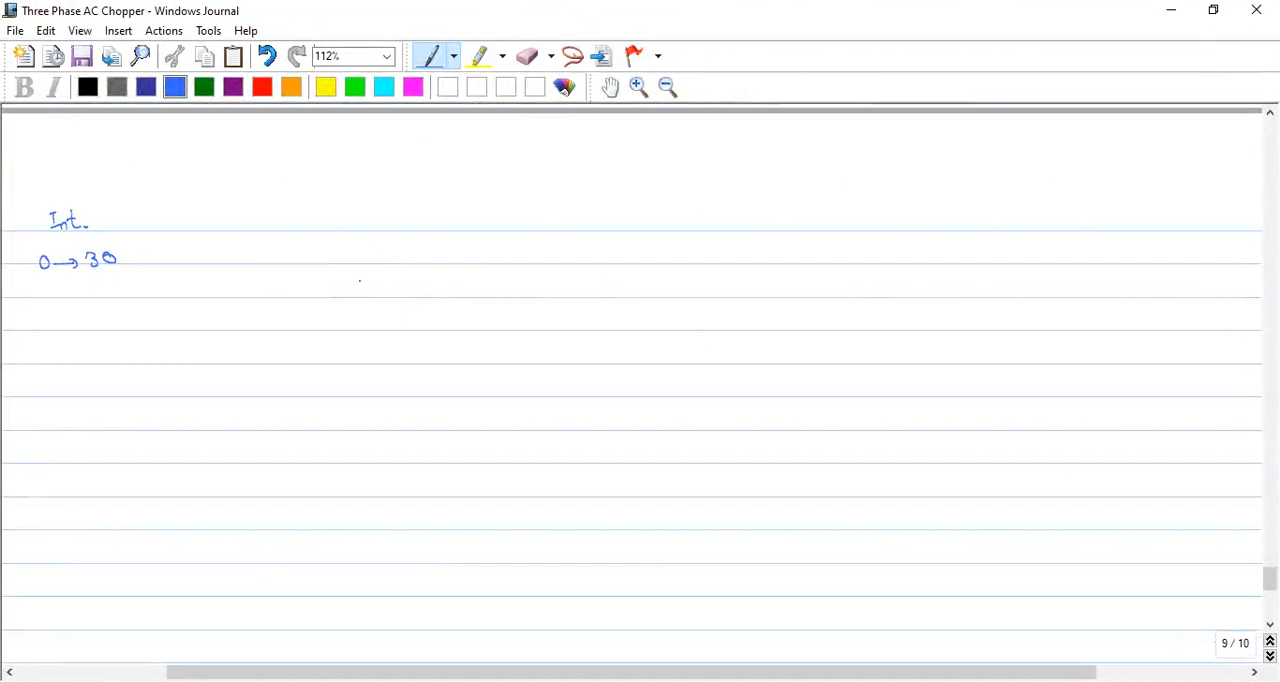 Three Phase AC Chopper - Windows Journal
File Edit View Insert Actions Tools Help
112%
B I
Int.
0 → 30
9 / 10